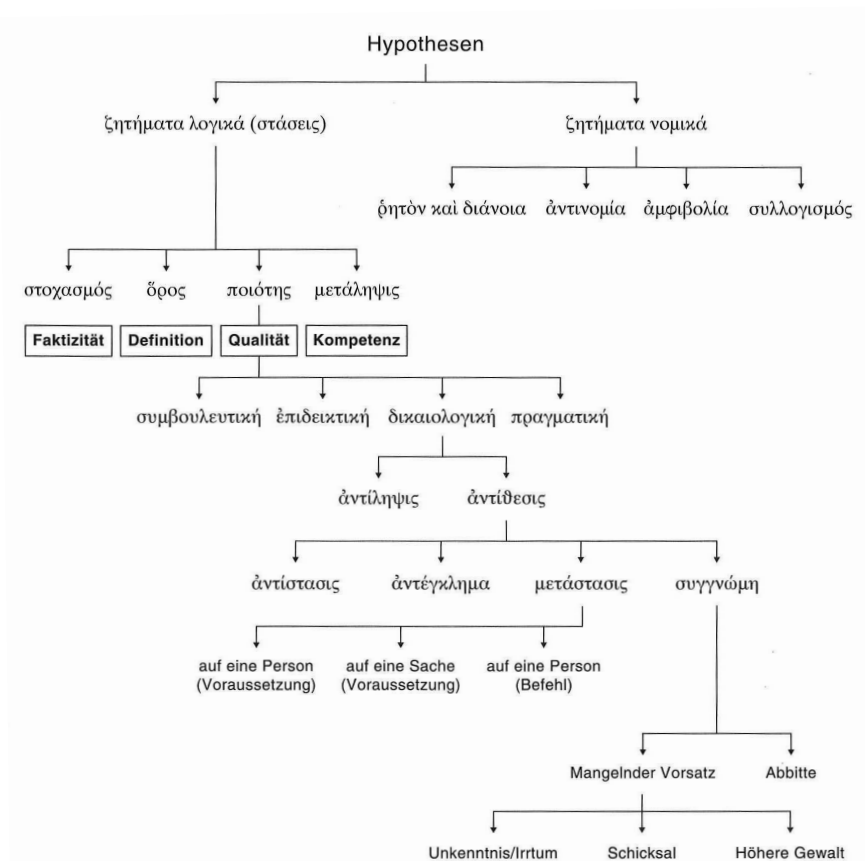 Hypothesen
ζητήματα λογικά (στάσεις) ζητήματα νομικά
ῥητὸν καὶ διάνοια ἀντινομία ἀμφιβολία συλλογισμός
στοχασμός ὅρος ποιότης μετάληψις
Faktizität Definition Qualität Kompetenz
συμβουλευτική ἐπιδεικτική δικαιολογική πραγματική
ἀντίληψις ἀντίθεσις
ἀντίστασις ἀντέγκλημα μετάστασις συγγνώμη
auf eine Person auf eine Sache auf eine Person
(Voraussetzung) (Voraussetzung) (Befehl)
Mangelnder Vorsatz Abbitte
Unkenntnis/Irrtum Schicksal Höhere Gewalt